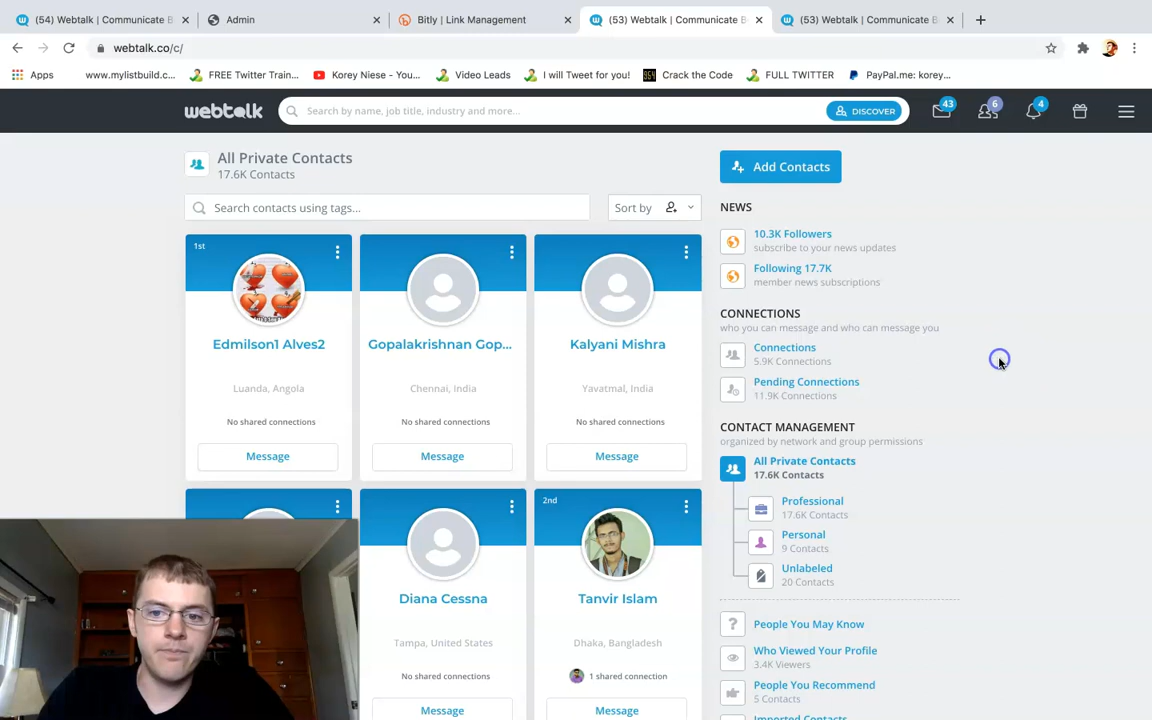 (54) Webtalk | Communicate B
Admin
Bitly | Link Management
(53) Webtalk | Communicate B
(53) Webtalk | Communicate B
webtalk.co/c/
Apps
www.mylistbuild.c...
FREE Twitter Train...
Korey Niese - You...
Video Leads
I will Tweet for you!
Crack the Code
FULL TWITTER
PayPal.me: korey...
webtalk
Search by name, job title, industry and more...
DISCOVER
43
6
4
All Private Contacts
17.6K Contacts
Add Contacts
Search contacts using tags...
Sort by
NEWS
10.3K Followers
subscribe to your news updates
Following 17.7K
member news subscriptions
CONNECTIONS
who you can message and who can message you
Connections
5.9K Connections
Pending Connections
11.9K Connections
CONTACT MANAGEMENT
organized by network and group permissions
All Private Contacts
17.6K Contacts
Professional
17.6K Contacts
Personal
9 Contacts
Unlabeled
20 Contacts
People You May Know
Who Viewed Your Profile
3.4K Viewers
People You Recommend
5 Contacts
Imported Contacts
1st
Edmilson1 Alves2
Luanda, Angola
No shared connections
Message
Gopalakrishnan Gop...
Chennai, India
No shared connections
Message
Kalyani Mishra
Yavatmal, India
No shared connections
Message
Diana Cessna
Tampa, United States
No shared connections
Message
2nd
Tanvir Islam
Dhaka, Bangladesh
1 shared connection
Message